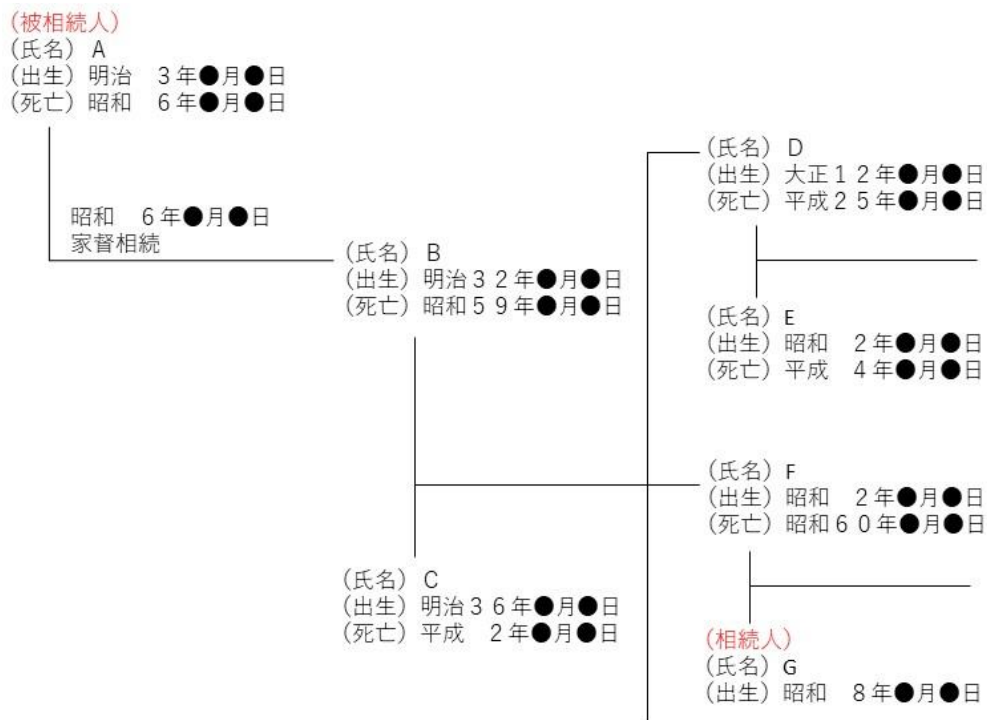 (被相続人)
(氏名) A
(出生) 明治　3年●月●日
(死亡) 昭和　6年●月●日
昭和　6年●月●日
家督相続
(氏名) B
(出生) 明治32年●月●日
(死亡) 昭和59年●月●日
(氏名) C
(出生) 明治36年●月●日
(死亡) 平成　2年●月●日
(氏名) D
(出生) 大正12年●月●日
(死亡) 平成25年●月●日
(氏名) E
(出生) 昭和　2年●月●日
(死亡) 平成　4年●月●日
(氏名) F
(出生) 昭和　2年●月●日
(死亡) 昭和60年●月●日
(相続人)
(氏名) G
(出生) 昭和　8年●月●日